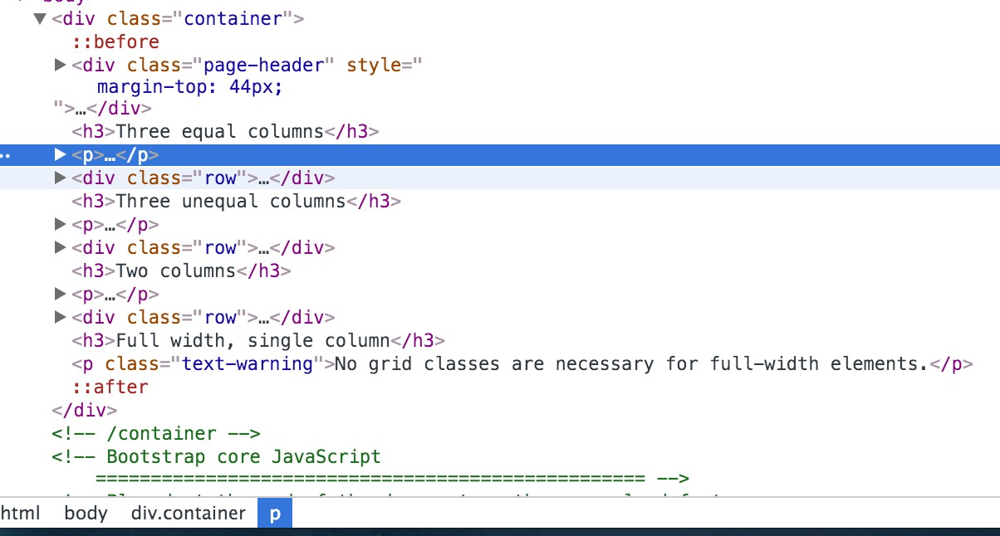 ▼<div class="container">
::before
▶<div class="page-header" style="
margin-top: 44px;
">…</div>
<h3>Three equal columns</h3>
▶<p>…</p>
▶<div class="row">…</div>
<h3>Three unequal columns</h3>
▶<p>…</p>
▶<div class="row">…</div>
<h3>Two columns</h3>
▶<p>…</p>
▶<div class="row">…</div>
<h3>Full width, single column</h3>
<p class="text-warning">No grid classes are necessary for full-width elements.</p>
::after
</div>
<!-- /container -->
<!-- Bootstrap core JavaScript
================================================== -->
html body div.container p